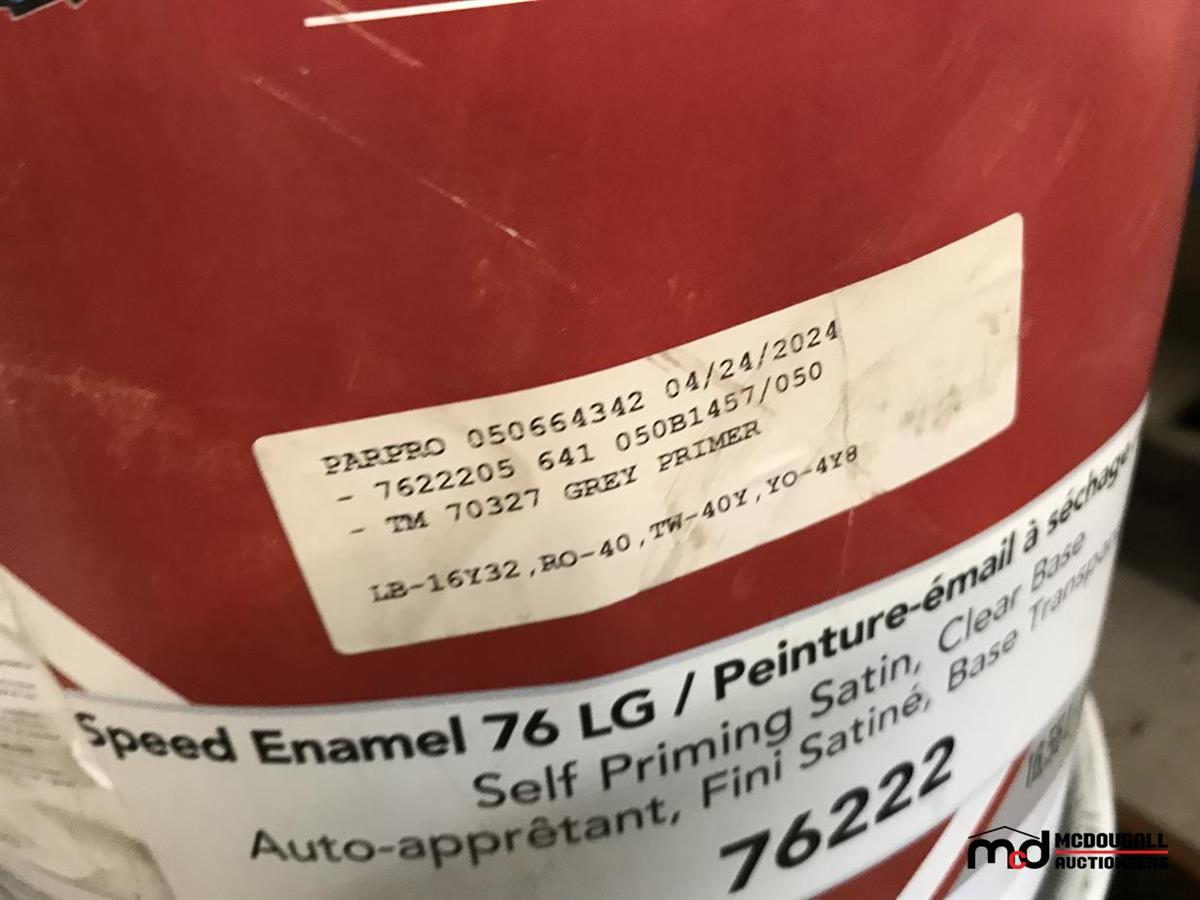 PARPRO 050664342 04/24/2024
- 7622205 641 050B1457/050
- TM 70327 GREY PRIMER
LB-16Y32,RO-40,TW-40Y,YO-4Y8
Speed Enamel 76 LG / Peinture-émail à séchage
Self Priming Satin, Clear Base
Auto-apprêtant, Fini Satiné, Base
76222
mcd MCDOUGALL
AUCTIONEERS